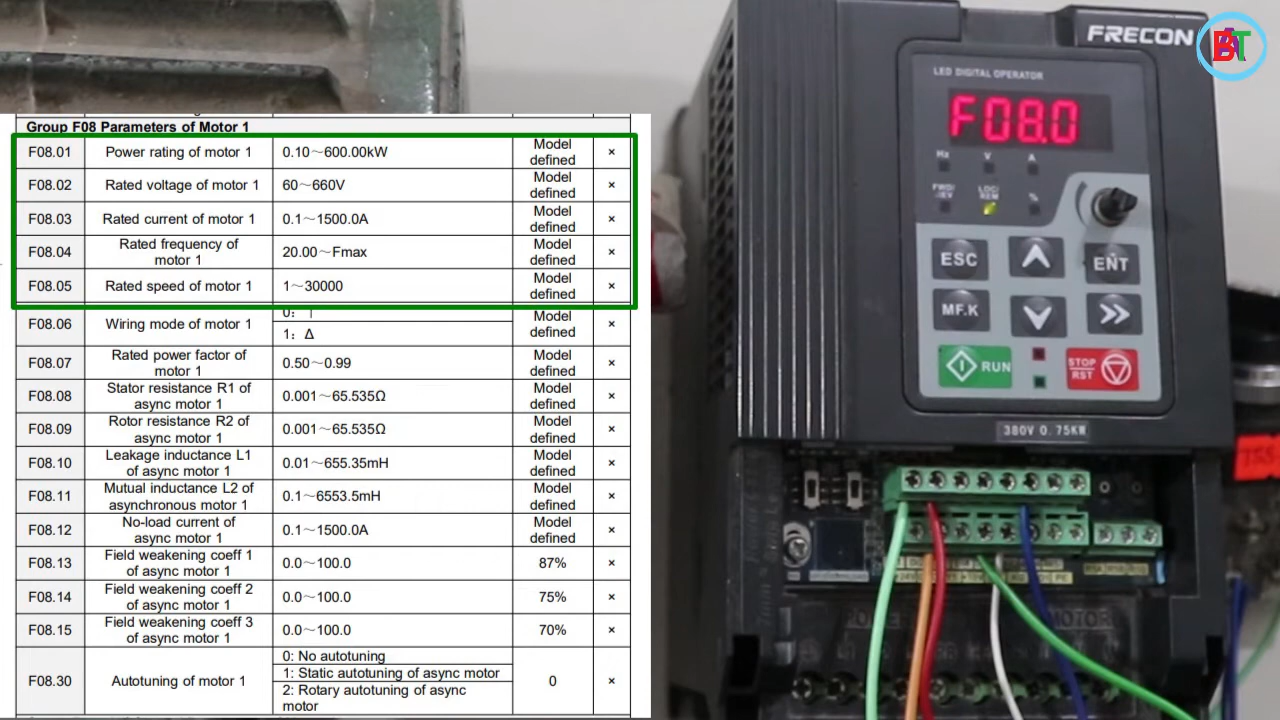 Group F08 Parameters of Motor 1
F08.01 Power rating of motor 1 0.10～600.00kW Model defined ×
F08.02 Rated voltage of motor 1 60～660V Model defined ×
F08.03 Rated current of motor 1 0.1～1500.0A Model defined ×
F08.04 Rated frequency of motor 1 20.00～Fmax Model defined ×
F08.05 Rated speed of motor 1 1～30000 Model defined ×
F08.06 Wiring mode of motor 1 0: 1: Δ Model defined ×
F08.07 Rated power factor of motor 1 0.50～0.99 Model defined ×
F08.08 Stator resistance R1 of async motor 1 0.001～65.535Ω Model defined ×
F08.09 Rotor resistance R2 of async motor 1 0.001～65.535Ω Model defined ×
F08.10 Leakage inductance L1 of async motor 1 0.01～655.35mH Model defined ×
F08.11 Mutual inductance L2 of asynchronous motor 1 0.1～6553.5mH Model defined ×
F08.12 No-load current of async motor 1 0.1～1500.0A Model defined ×
F08.13 Field weakening coeff 1 of async motor 1 0.0～100.0 87% ×
F08.14 Field weakening coeff 2 of async motor 1 0.0～100.0 75% ×
F08.15 Field weakening coeff 3 of async motor 1 0.0～100.0 70% ×
F08.30 Autotuning of motor 1 0: No autotuning 1: Static autotuning of async motor 2: Rotary autotuning of async motor 0 ×
FRECON
BAT
LED DIGITAL OPERATOR
F08.0
Hz V A
FWD/REV LOC/REM %
ESC ENT
MF.K
RUN STOP/RST
380V 0.75KW
POWER MOTOR